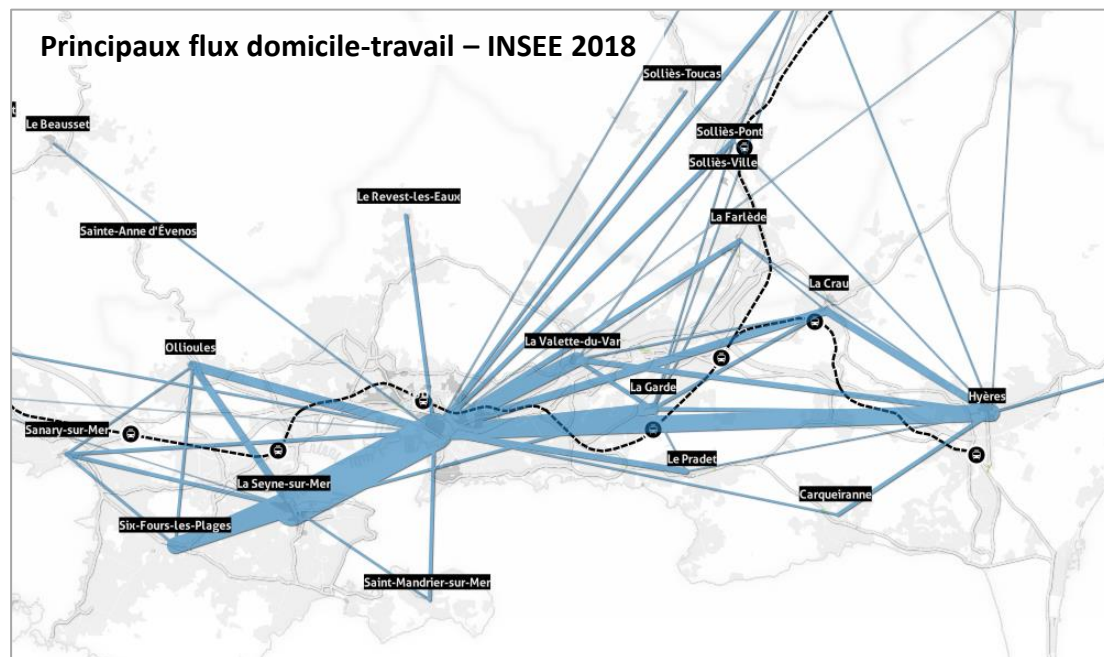 Principaux flux domicile-travail – INSEE 2018
Solliès-Toucas
Le Beausset
Solliès-Pont
Solliès-Ville
Le Revest-les-Eaux
La Farlède
Sainte-Anne d'Évenos
La Crau
La Valette-du-Var
Ollioules
La Garde
Hyères
Sanary-sur-Mer
Le Pradet
La Seyne-sur-Mer
Carqueiranne
Six-Fours-les-Plages
Saint-Mandrier-sur-Mer